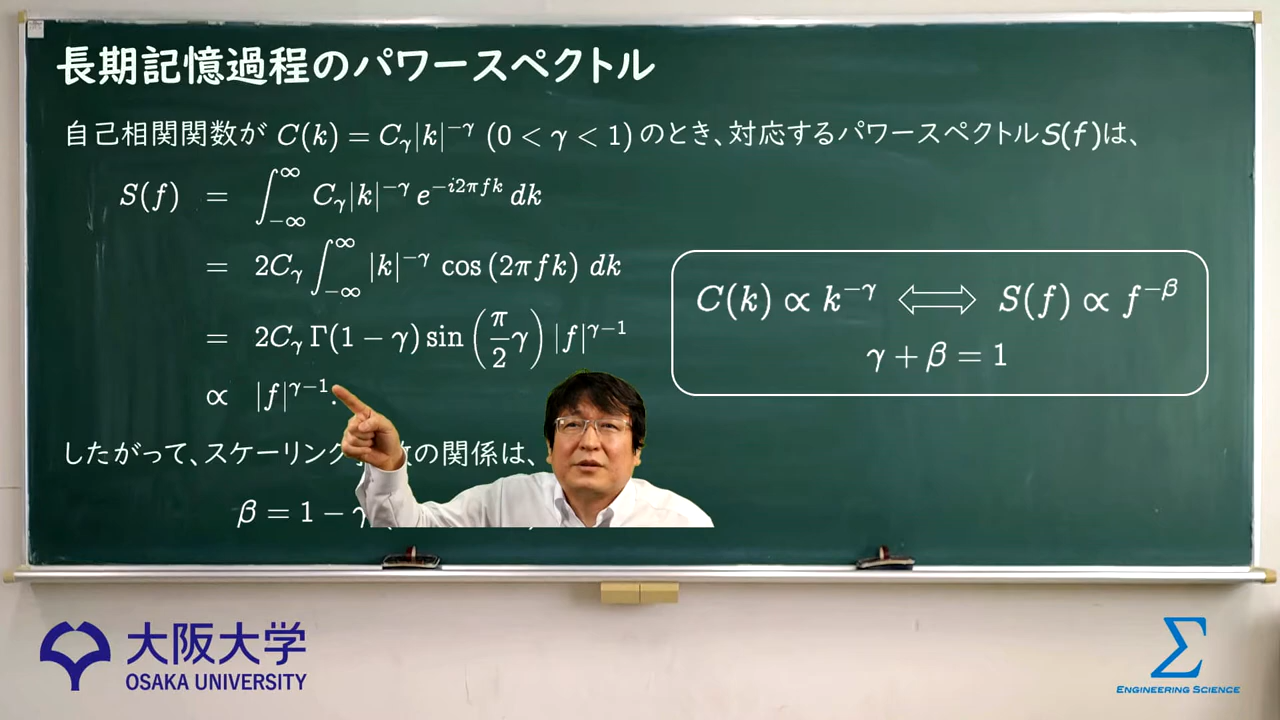 長期記憶過程のパワースペクトル
自己相関関数が C(k) = C_γ|k|^{-γ} (0 < γ < 1) のとき、対応するパワースペクトルS(f)は、
S(f) = ∫_{-∞}^{∞} C_γ|k|^{-γ} e^{-i2πfk} dk
= 2C_γ ∫_{-∞}^{∞} |k|^{-γ} cos (2πfk) dk
= 2C_γ Γ(1 − γ) sin (π/2 γ) |f|^{γ−1}
∝ |f|^{γ−1}.
したがって、スケーリング 数の関係は、
β = 1 − γ
C(k) ∝ k^{-γ} ⟺ S(f) ∝ f^{-β}
γ + β = 1
大阪大学
OSAKA UNIVERSITY
Σ
ENGINEERING SCIENCE